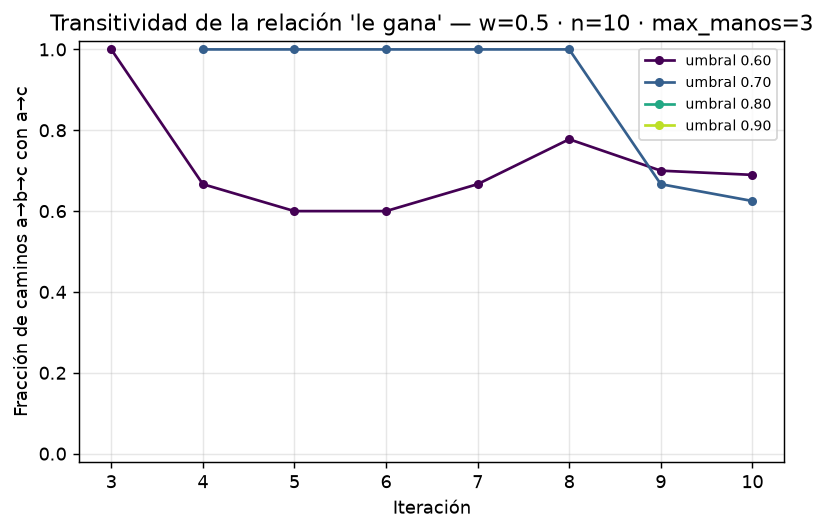 Transitividad de la relación 'le gana' — w=0.5 · n=10 · max_manos=3
1.0
0.8
0.6
0.4
0.2
0.0
Fracción de caminos a→b→c con a→c
umbral 0.60
umbral 0.70
umbral 0.80
umbral 0.90
3 4 5 6 7 8 9 10
Iteración